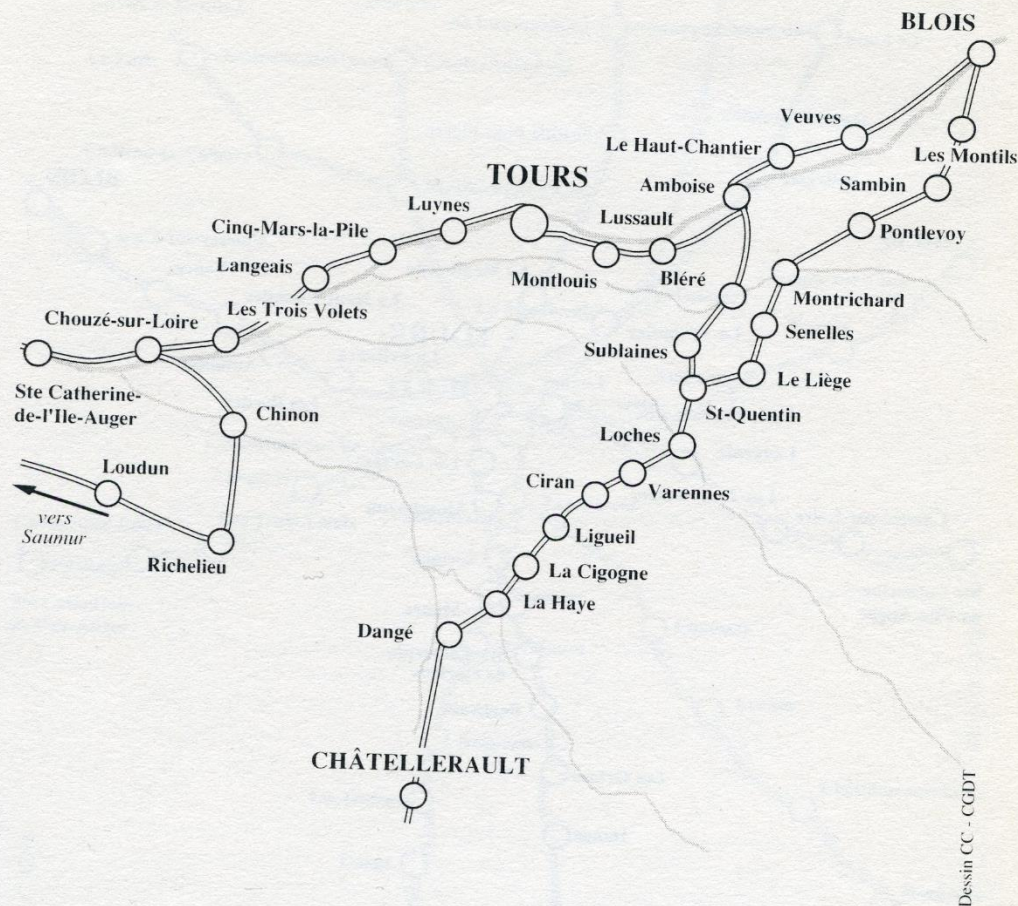 BLOIS
Veuves
Le Haut-Chantier
Les Montils
TOURS
Amboise
Sambin
Luynes
Lussault
Cinq-Mars-la-Pile
Pontlevoy
Langeais
Montlouis
Bléré
Montrichard
Chouzé-sur-Loire
Les Trois Volets
Senelles
Sublaines
Ste Catherine-
de-l'Ile-Auger
Le Liège
Chinon
St-Quentin
Loches
Loudun
Ciran
Varennes
vers
Saumur
Ligueil
Richelieu
La Cigogne
La Haye
Dangé
CHÂTELLERAULT
Dessin CC - CGDT